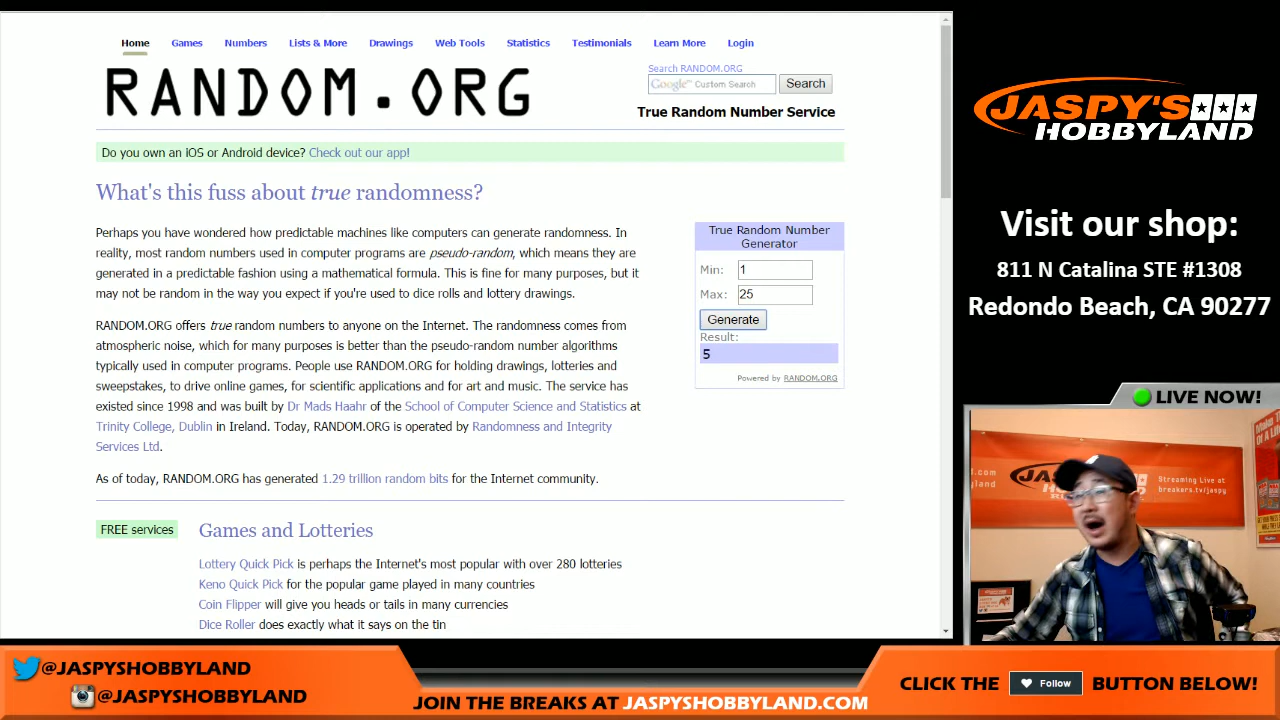 Home Games Numbers Lists & More Drawings Web Tools Statistics Testimonials Learn More Login
RANDOM.ORG
Search RANDOM.ORG
Google™ Custom Search Search
True Random Number Service
Do you own an iOS or Android device? Check out our app!
What's this fuss about true randomness?
Perhaps you have wondered how predictable machines like computers can generate randomness. In
reality, most random numbers used in computer programs are pseudo-random, which means they are
generated in a predictable fashion using a mathematical formula. This is fine for many purposes, but it
may not be random in the way you expect if you're used to dice rolls and lottery drawings.
RANDOM.ORG offers true random numbers to anyone on the Internet. The randomness comes from
atmospheric noise, which for many purposes is better than the pseudo-random number algorithms
typically used in computer programs. People use RANDOM.ORG for holding drawings, lotteries and
sweepstakes, to drive online games, for scientific applications and for art and music. The service has
existed since 1998 and was built by Dr Mads Haahr of the School of Computer Science and Statistics at
Trinity College, Dublin in Ireland. Today, RANDOM.ORG is operated by Randomness and Integrity
Services Ltd.
As of today, RANDOM.ORG has generated 1.29 trillion random bits for the Internet community.
True Random Number
Generator
Min: 1
Max: 25
Generate
Result:
5
Powered by RANDOM.ORG
FREE services
Games and Lotteries
Lottery Quick Pick is perhaps the Internet's most popular with over 280 lotteries
Keno Quick Pick for the popular game played in many countries
Coin Flipper will give you heads or tails in many currencies
Dice Roller does exactly what it says on the tin
JASPY'S
HOBBYLAND
Visit our shop:
811 N Catalina STE #1308
Redondo Beach, CA 90277
LIVE NOW!
Streaming Live at
breakers.tv/jaspy
@JASPYSHOBBYLAND
@JASPYSHOBBYLAND
JOIN THE BREAKS AT JASPYSHOBBYLAND.COM
CLICK THE Follow BUTTON BELOW!